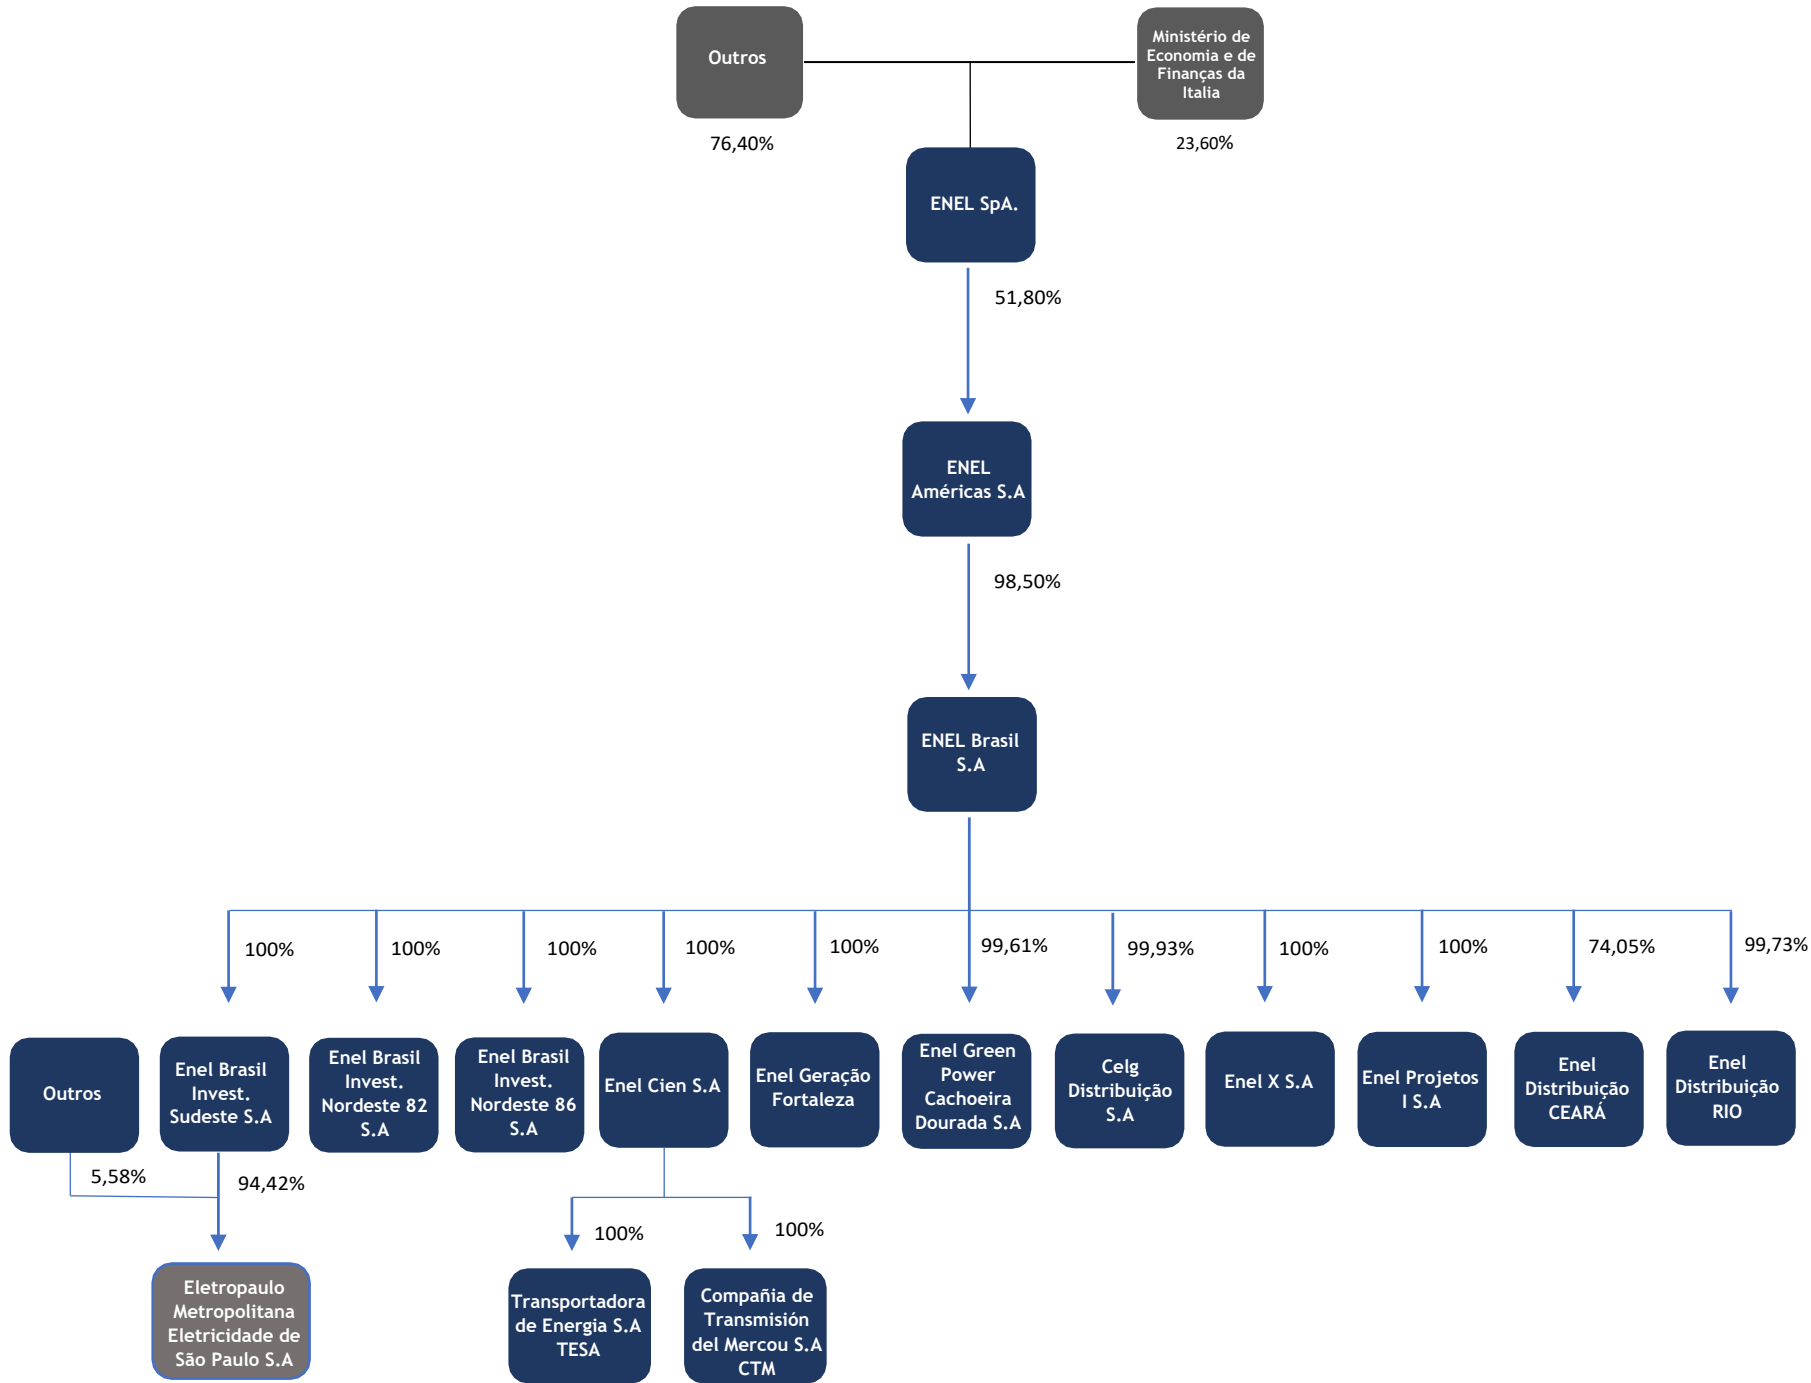 Outros
Ministério de
Economia e de
Finanças da
Italia
76,40%
23,60%
ENEL SpA.
51,80%
ENEL
Américas S.A
98,50%
ENEL Brasil
S.A
100%
100%
100%
100%
100%
99,61%
99,93%
100%
100%
74,05%
99,73%
Outros
Enel Brasil
Invest.
Sudeste S.A
Enel Brasil
Invest.
Nordeste 82
S.A
Enel Brasil
Invest.
Nordeste 86
S.A
Enel Cien S.A
Enel Geração
Fortaleza
Enel Green
Power
Cachoeira
Dourada S.A
Celg
Distribuição
S.A
Enel X S.A
Enel Projetos
I S.A
Enel
Distribuição
CEARÁ
Enel
Distribuição
RIO
5,58%
94,42%
100%
100%
Eletropaulo
Metropolitana
Eletricidade de
São Paulo S.A
Transportadora
de Energia S.A
TESA
Compañia de
Transmisión
del Mercou S.A
CTM